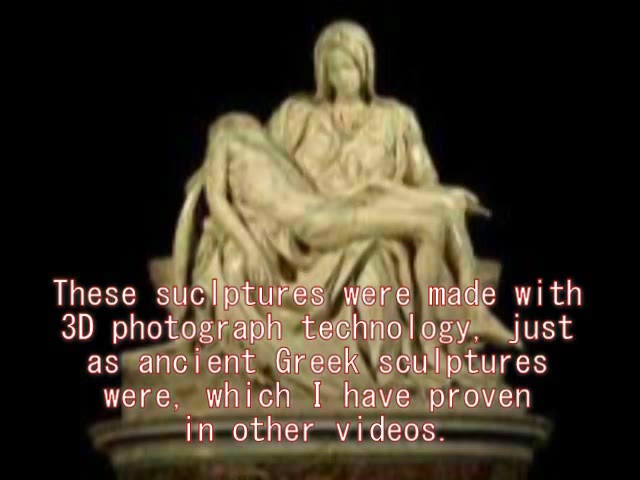 These suclptures were made with
3D photograph technology, just
as ancient Greek sculptures
were, which I have proven
in other videos.